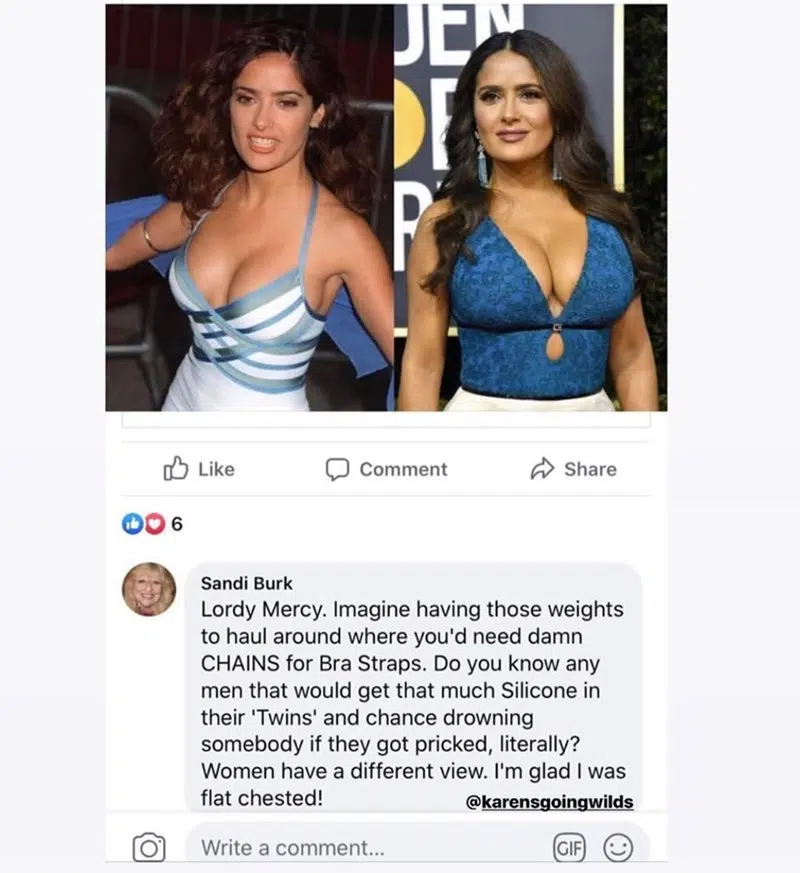 DEN
DE
R
Like
Comment
Share
6
Sandi Burk
Lordy Mercy. Imagine having those weights
to haul around where you'd need damn
CHAINS for Bra Straps. Do you know any
men that would get that much Silicone in
their 'Twins' and chance drowning
somebody if they got pricked, literally?
Women have a different view. I'm glad I was
flat chested!
@karensgoingwilds
Write a comment...
GIF